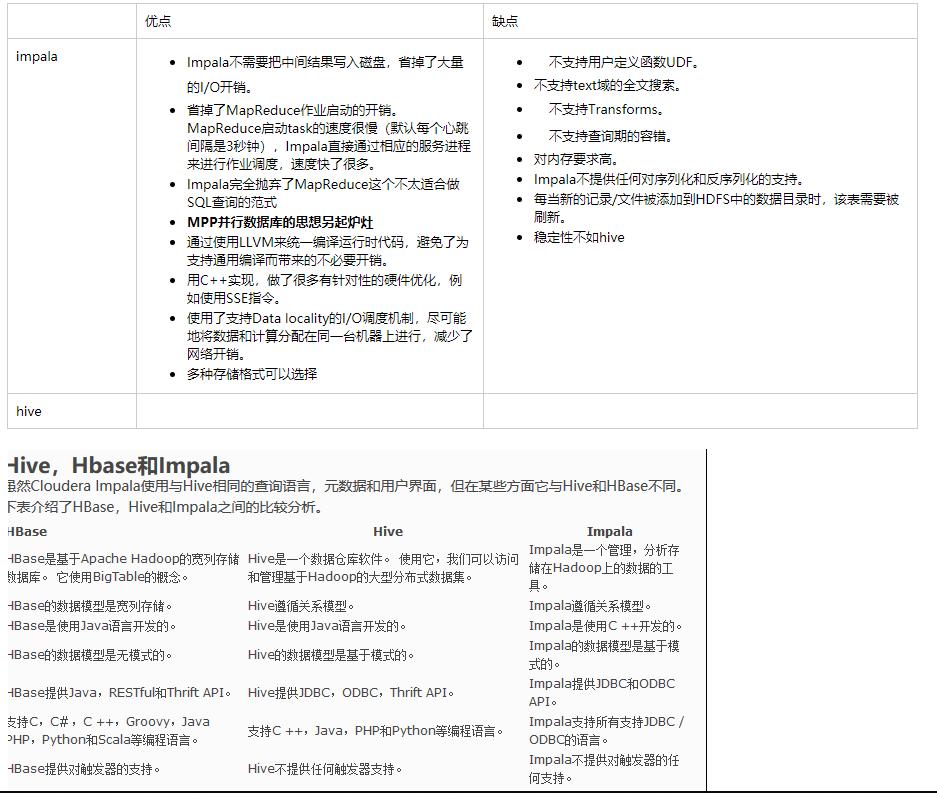 优点 缺点
impala
Impala不需要把中间结果写入磁盘，省掉了大量
的I/O开销。
省掉了MapReduce作业启动的开销。
MapReduce启动task的速度很慢（默认每个心跳
间隔是3秒钟），Impala直接通过相应的服务进程
来进行作业调度，速度快了很多。
Impala完全抛弃了MapReduce这个不太适合做
SQL查询的范式
MPP并行数据库的思想另起炉灶
通过使用LLVM来统一编译运行时代码，避免了为
支持通用编译而带来的不必要开销。
用C++实现，做了很多有针对性的硬件优化，例
如使用SSE指令。
使用了支持Data locality的I/O调度机制，尽可能
地将数据和计算分配在同一台机器上进行，减少了
网络开销。
多种存储格式可以选择
不支持用户定义函数UDF。
不支持text域的全文搜索。
不支持Transforms。
不支持查询期的容错。
对内存要求高。
Impala不提供任何对序列化和反序列化的支持。
每当新的记录/文件被添加到HDFS中的数据目录时，该表需要被
刷新。
稳定性不如hive
hive
Hive，Hbase和Impala
虽然Cloudera Impala使用与Hive相同的查询语言，元数据和用户界面，但在某些方面它与Hive和HBase不同。
下表介绍了HBase，Hive和Impala之间的比较分析。
HBase Hive Impala
HBase是基于Apache Hadoop的宽列存储
数据库。 它使用BigTable的概念。
Hive是一个数据仓库软件。 使用它，我们可以访问
和管理基于Hadoop的大型分布式数据集。
Impala是一个管理，分析存
储在Hadoop上的数据的工
具。
HBase的数据模型是宽列存储。 Hive遵循关系模型。 Impala遵循关系模型。
HBase是使用Java语言开发的。 Hive是使用Java语言开发的。 Impala是使用C ++开发的。
HBase的数据模型是无模式的。 Hive的数据模型是基于模式的。
Impala的数据模型是基于模
式的。
HBase提供Java，RESTful和Thrift API。 Hive提供JDBC，ODBC，Thrift API。
Impala提供JDBC和ODBC
API。
支持C，C#，C ++，Groovy，Java
PHP，Python和Scala等编程语言。
支持C ++，Java，PHP和Python等编程语言。
Impala支持所有支持JDBC /
ODBC的语言。
HBase提供对触发器的支持。 Hive不提供任何触发器支持。
Impala不提供对触发器的任
何支持。